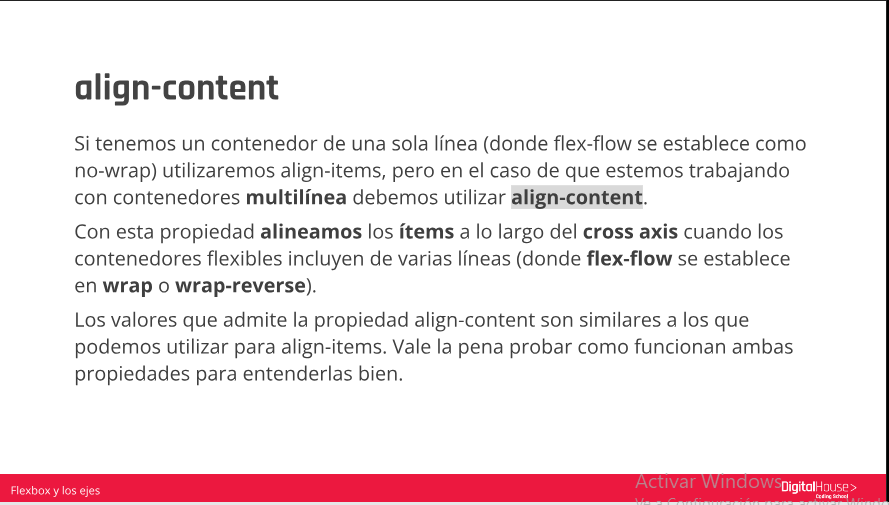 align-content
Si tenemos un contenedor de una sola línea (donde flex-flow se establece como
no-wrap) utilizaremos align-items, pero en el caso de que estemos trabajando
con contenedores multilínea debemos utilizar align-content.
Con esta propiedad alineamos los ítems a lo largo del cross axis cuando los
contenedores flexibles incluyen de varias líneas (donde flex-flow se establece
en wrap o wrap-reverse).
Los valores que admite la propiedad align-content son similares a los que
podemos utilizar para align-items. Vale la pena probar como funcionan ambas
propiedades para entenderlas bien.
Activar Windows
Flexbox y los ejes
DigitalHouse>
Coding School